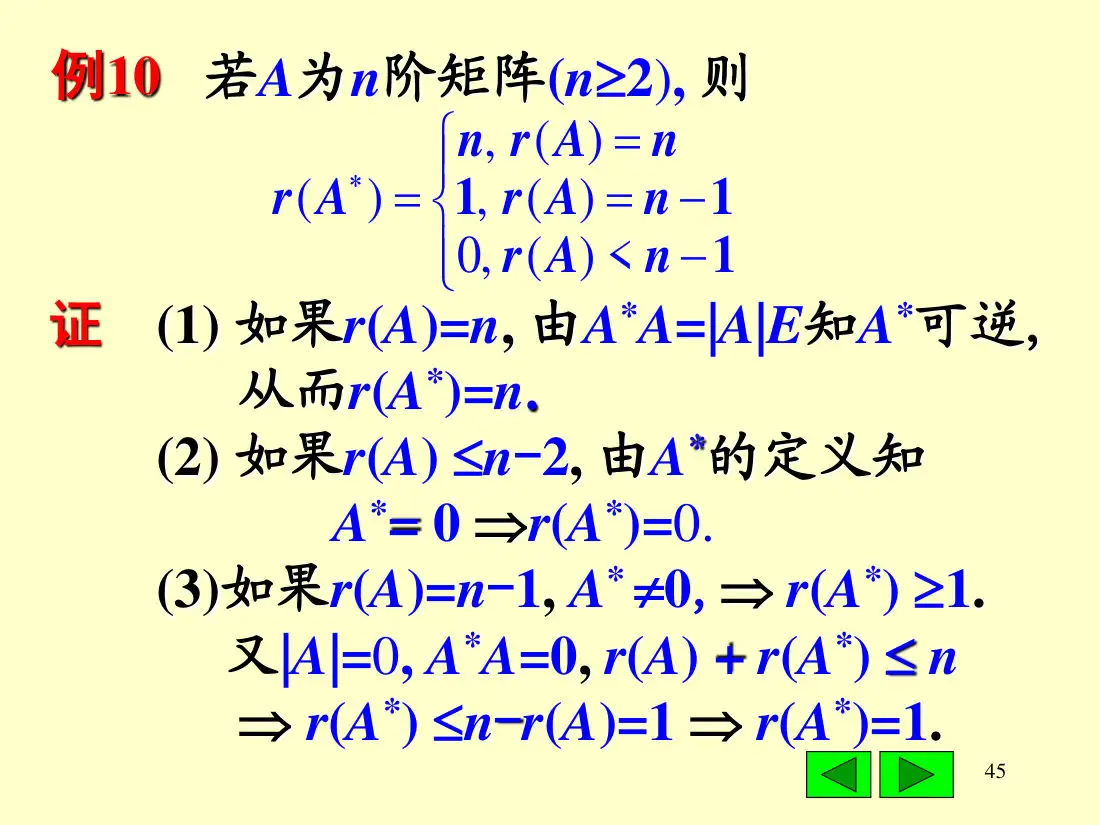 例10 若A为n阶矩阵(n≥2), 则
n, r(A) = n
r(A*) = { 1, r(A) = n − 1
0, r(A) < n − 1
证 (1) 如果r(A)=n, 由A*A=|A|E知A*可逆,
从而r(A*)=n.
(2) 如果r(A) ≤n−2, 由A*的定义知
A*= 0 ⇒r(A*)=0.
(3)如果r(A)=n−1, A* ≠0, ⇒ r(A*) ≥1.
又|A|=0, A*A=0, r(A) + r(A*) ≤ n
⇒ r(A*) ≤n−r(A)=1 ⇒ r(A*)=1.
45